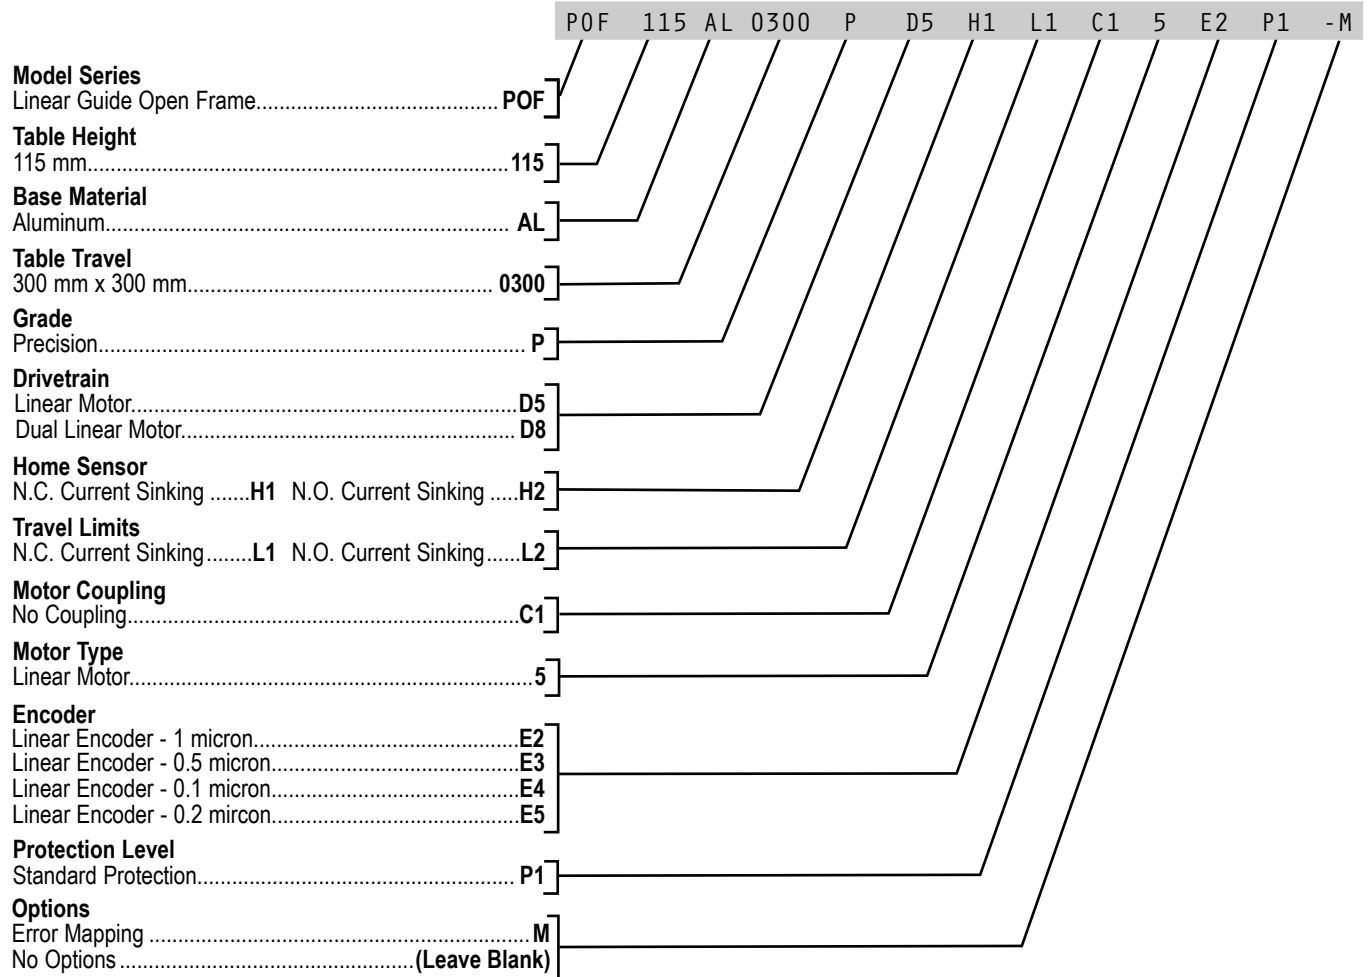 POF 115 AL 0300 P D5 H1 L1 C1 5 E2 P1 -M
Model Series
Linear Guide Open Frame.......................................... POF
Table Height
115 mm.........................................................................115
Base Material
Aluminum...................................................................... AL
Table Travel
300 mm x 300 mm..................................................... 0300
Grade
Precision.......................................................................... P
Drivetrain
Linear Motor...................................................................D5
Dual Linear Motor.......................................................... D8
Home Sensor
N.C. Current Sinking .......H1 N.O. Current Sinking .....H2
Travel Limits
N.C. Current Sinking........L1 N.O. Current Sinking......L2
Motor Coupling
No Coupling....................................................................C1
Motor Type
Linear Motor.....................................................................5
Encoder
Linear Encoder - 1 micron..............................................E2
Linear Encoder - 0.5 micron...........................................E3
Linear Encoder - 0.1 micron...........................................E4
Linear Encoder - 0.2 mircon...........................................E5
Protection Level
Standard Protection....................................................... P1
Options
Error Mapping ..................................................................M
No Options ...................................................(Leave Blank)